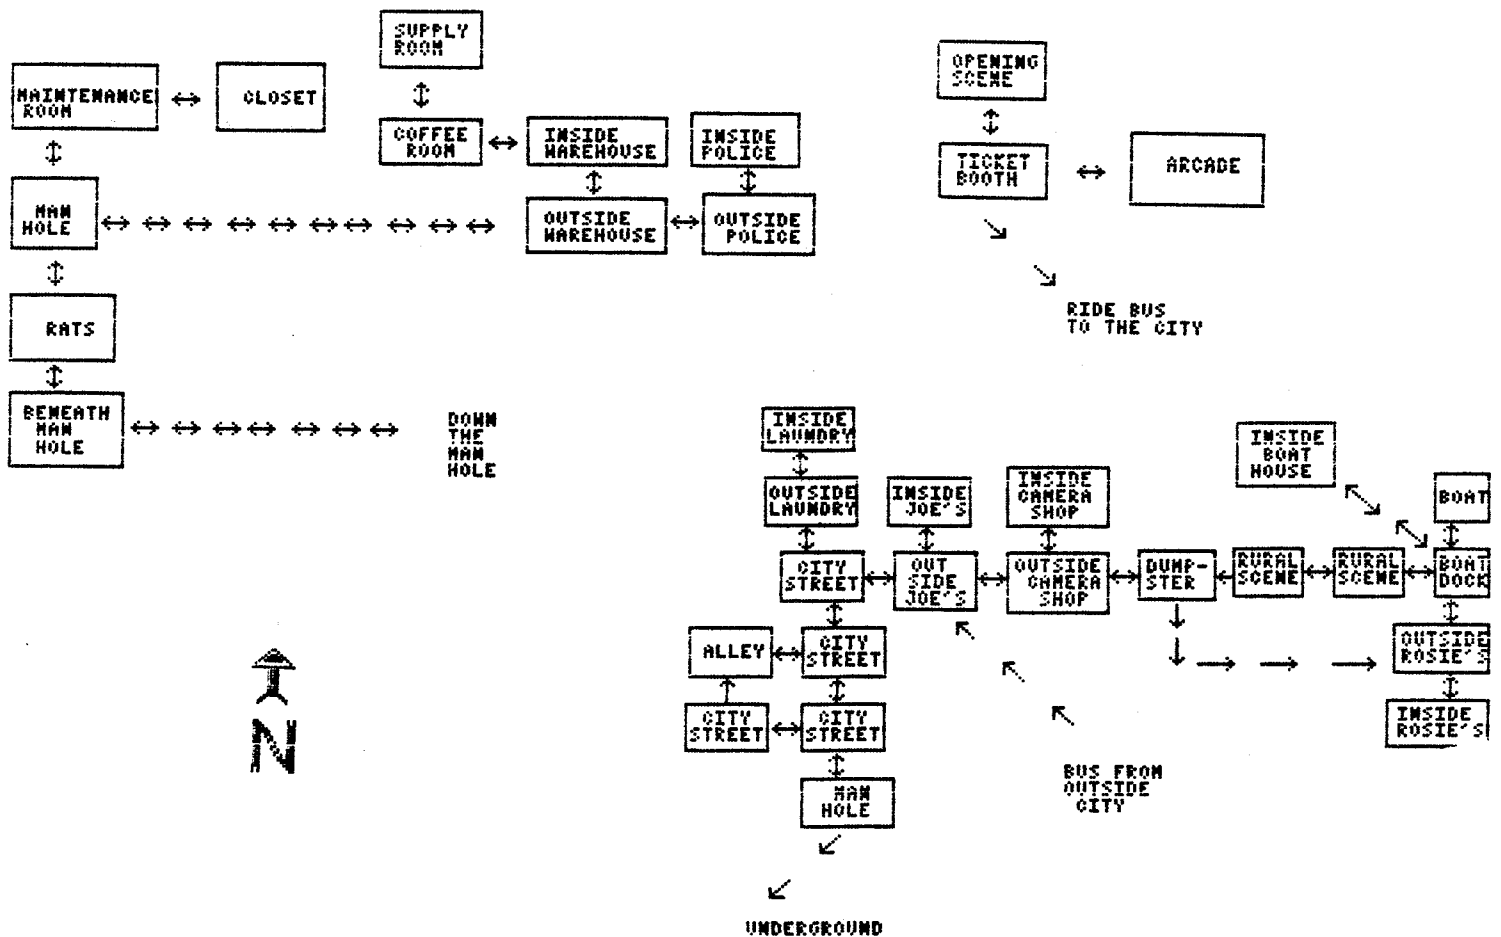 SUPPLY
ROOM
MAINTENANCE
ROOM
CLOSET
COFFEE
ROOM
INSIDE
WAREHOUSE
INSIDE
POLICE
MAN
HOLE
OUTSIDE
WAREHOUSE
OUTSIDE
POLICE
RATS
BENEATH
MAN
HOLE
DOWN
THE
MAN
HOLE
OPENING
SCENE
TICKET
BOOTH
ARCADE
RIDE BUS
TO THE CITY
INSIDE
LAUNDRY
OUTSIDE
LAUNDRY
INSIDE
JOE'S
INSIDE
CAMERA
SHOP
INSIDE
BOAT
HOUSE
BOAT
CITY
STREET
OUT
SIDE
JOE'S
OUTSIDE
CAMERA
SHOP
DUMP-
STER
RURAL
SCENE
RURAL
SCENE
BOAT
DOCK
ALLEY
CITY
STREET
OUTSIDE
ROSIE'S
CITY
STREET
CITY
STREET
INSIDE
ROSIE'S
MAN
HOLE
BUS FROM
OUTSIDE
CITY
UNDERGROUND
N